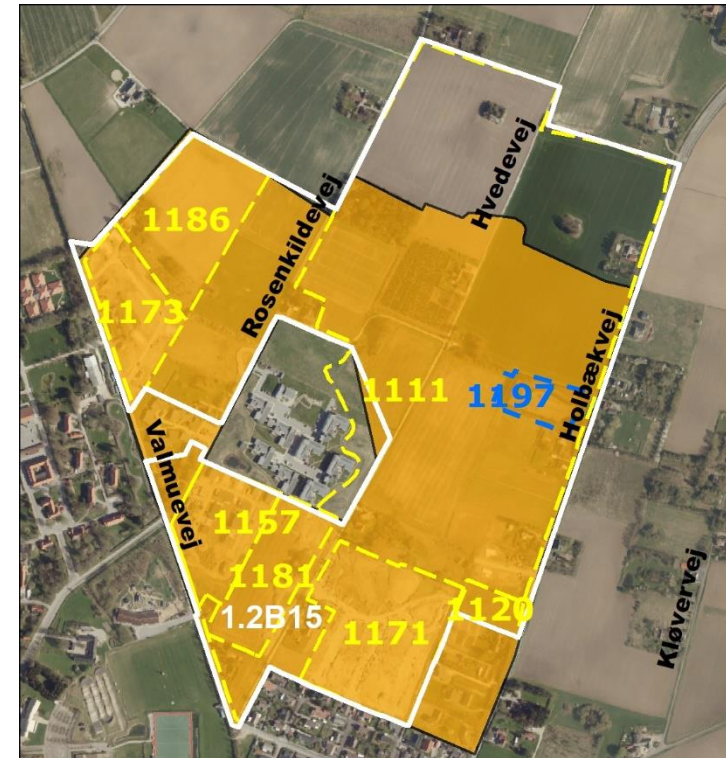 1186
Hvedevej
Rosenkildevej
1173
1111
1197
Holbækvej
Valmuevej
1157
1181
1.2B15
1171
1120
Kløvervej